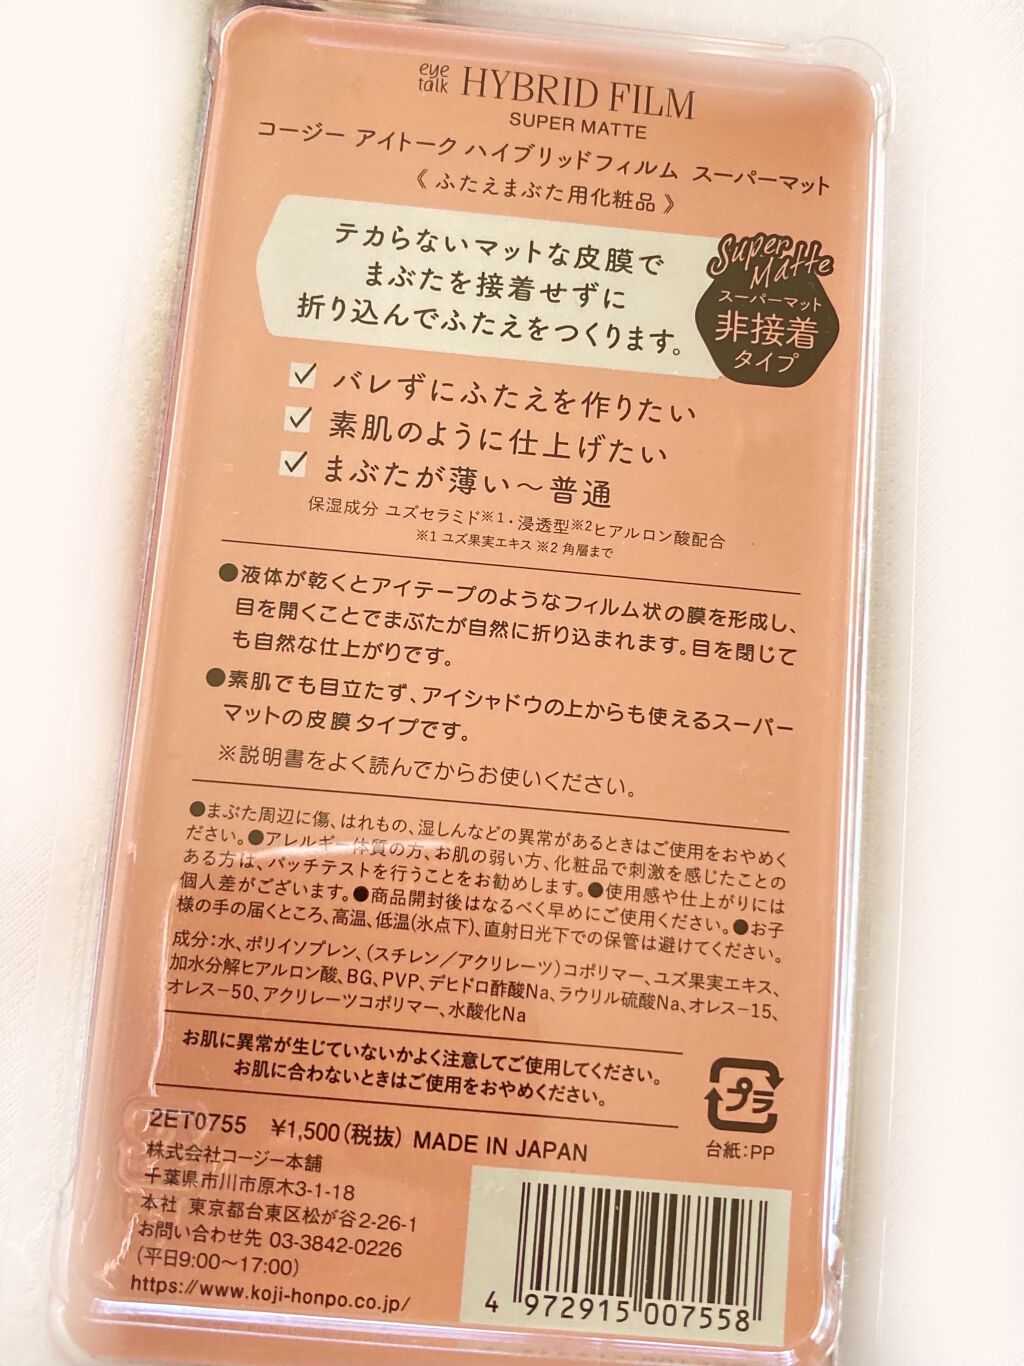 eye talk HYBRID FILM
SUPER MATTE
コージー アイトーク ハイブリッドフィルム スーパーマット
《 ふたえまぶた用化粧品 》
テカらないマットな皮膜で
まぶたを接着せずに
折り込んでふたえをつくります。
Super Matte
スーパーマット
非接着
タイプ
バレずにふたえを作りたい
素肌のように仕上げたい
まぶたが薄い～普通
保湿成分 ユズセラミド※1・浸透型※2ヒアルロン酸配合
※1 ユズ果実エキス ※2 角層まで
●液体が乾くとアイテープのようなフィルム状の膜を形成し、
目を開くことでまぶたが自然に折り込まれます。目を閉じて
も自然な仕上がりです。
●素肌でも目立たず、アイシャドウの上からも使えるスーパー
マットの皮膜タイプです。
※説明書をよく読んでからお使いください。
●まぶた周辺に傷、はれもの、湿しんなどの異常があるときはご使用をおやめく
ださい。●アレルギー体質の方、お肌の弱い方、化粧品で刺激を感じたことの
ある方は、パッチテストを行うことをお勧めします。●使用感や仕上がりには
個人差がございます。●商品開封後はなるべく早めにご使用ください。●お子
様の手の届くところ、高温、低温(氷点下)、直射日光下での保管は避けてください。
成分：水、ポリイソプレン、(スチレン／アクリレーツ)コポリマー、ユズ果実エキス、
加水分解ヒアルロン酸、BG、PVP、デヒドロ酢酸Na、ラウリル硫酸Na、オレス-15、
オレス-50、アクリレーツコポリマー、水酸化Na
お肌に異常が生じていないかよく注意してご使用してください。
お肌に合わないときはご使用をおやめください。
プラ
台紙：PP
2ET0755 ¥1,500(税抜) MADE IN JAPAN
株式会社コージー本舗
千葉県市川市原木3-1-18
本社 東京都台東区松が谷2-26-1
お問い合わせ先 03-3842-0226
(平日9:00～17:00)
https://www.koji-honpo.co.jp/
4 972915 007558